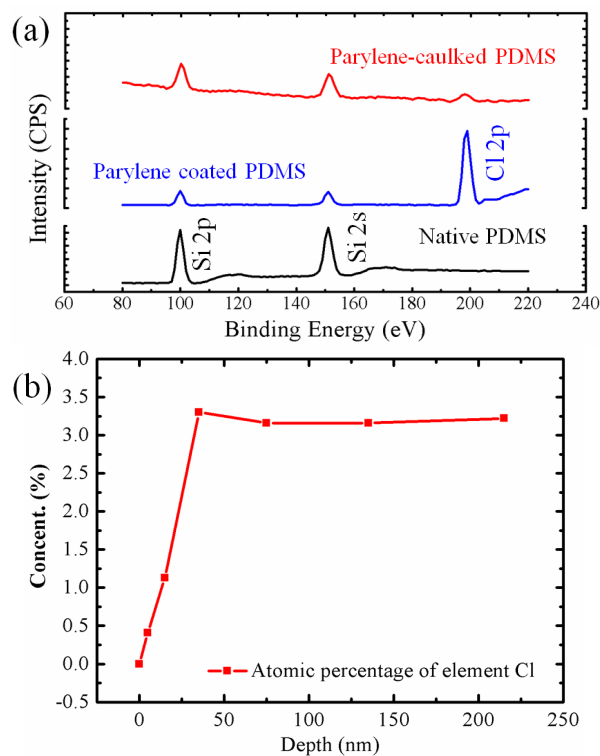 (a)
Parylene-caulked PDMS
Parylene coated PDMS
Cl 2p
Native PDMS
Si 2p
Si 2s
Intensity (CPS)
60 80 100 120 140 160 180 200 220 240
Binding Energy (eV)
(b)
4.0
3.5
3.0
2.5
2.0
1.5
1.0
0.5
0.0
-0.5
Concent. (%)
Atomic percentage of element Cl
0 50 100 150 200 250
Depth (nm)